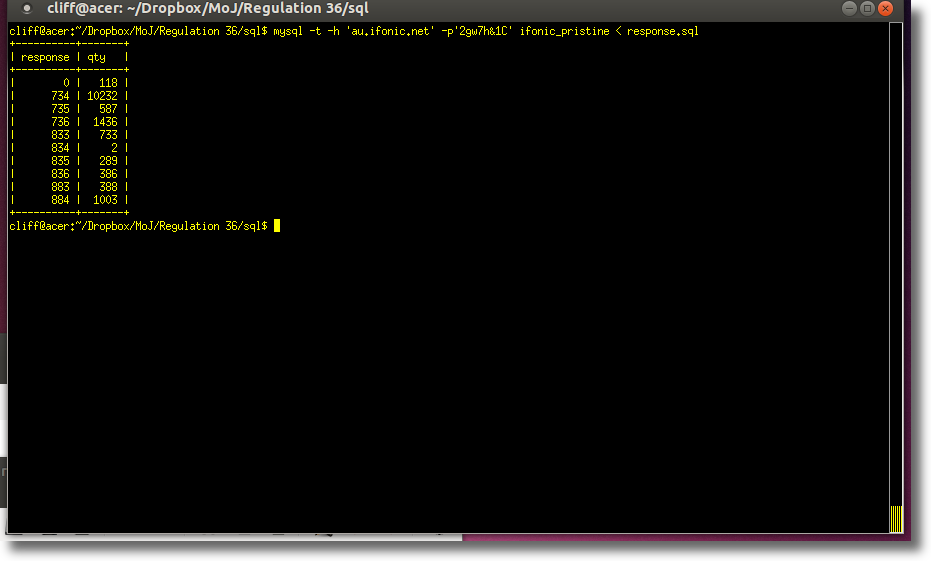 cliff@acer: ~/Dropbox/MoJ/Regulation 36/sql
cliff@acer:~/Dropbox/MoJ/Regulation 36/sql$ mysql -t -h 'au.ifonic.net' -p'2gw7h&1C' ifonic_pristine < response.sql
+----------+-------+
| response | qty   |
+----------+-------+
|        0 |   118 |
|      734 | 10232 |
|      735 |   587 |
|      736 |  1436 |
|      833 |   733 |
|      834 |     2 |
|      835 |   289 |
|      836 |   386 |
|      883 |   388 |
|      884 |  1003 |
+----------+-------+
cliff@acer:~/Dropbox/MoJ/Regulation 36/sql$